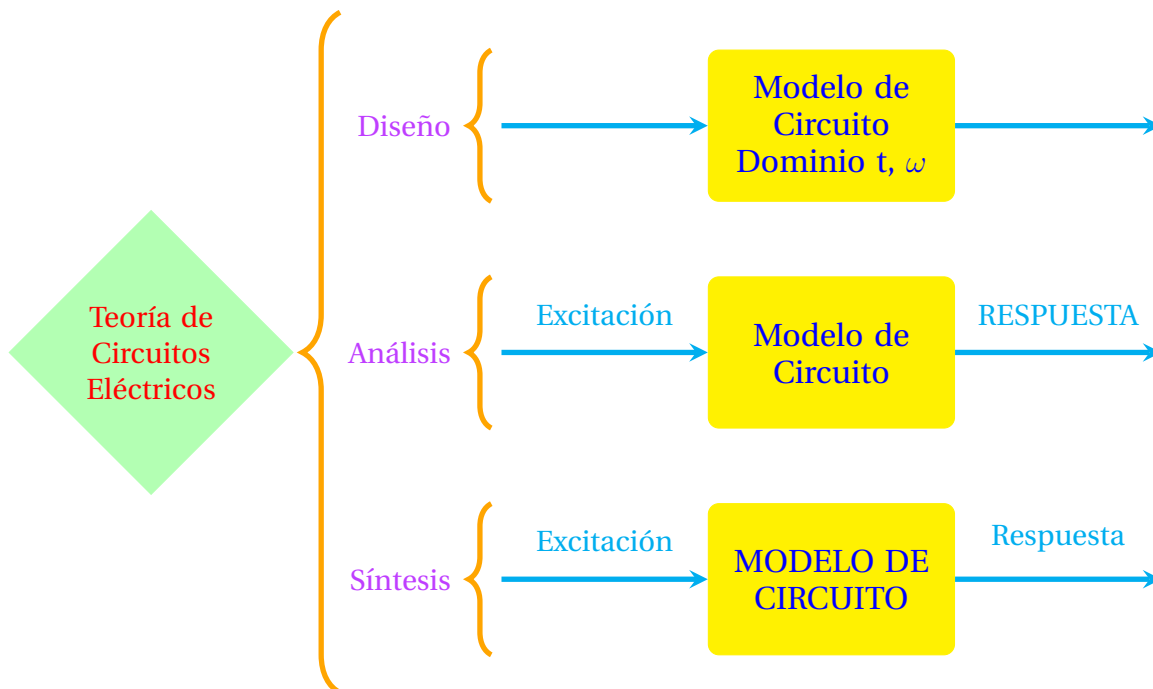 Teoría de
Circuitos
Eléctricos
Diseño
Modelo de
Circuito
Dominio t, ω
Análisis
Excitación
Modelo de
Circuito
RESPUESTA
Síntesis
Excitación
MODELO DE
CIRCUITO
Respuesta